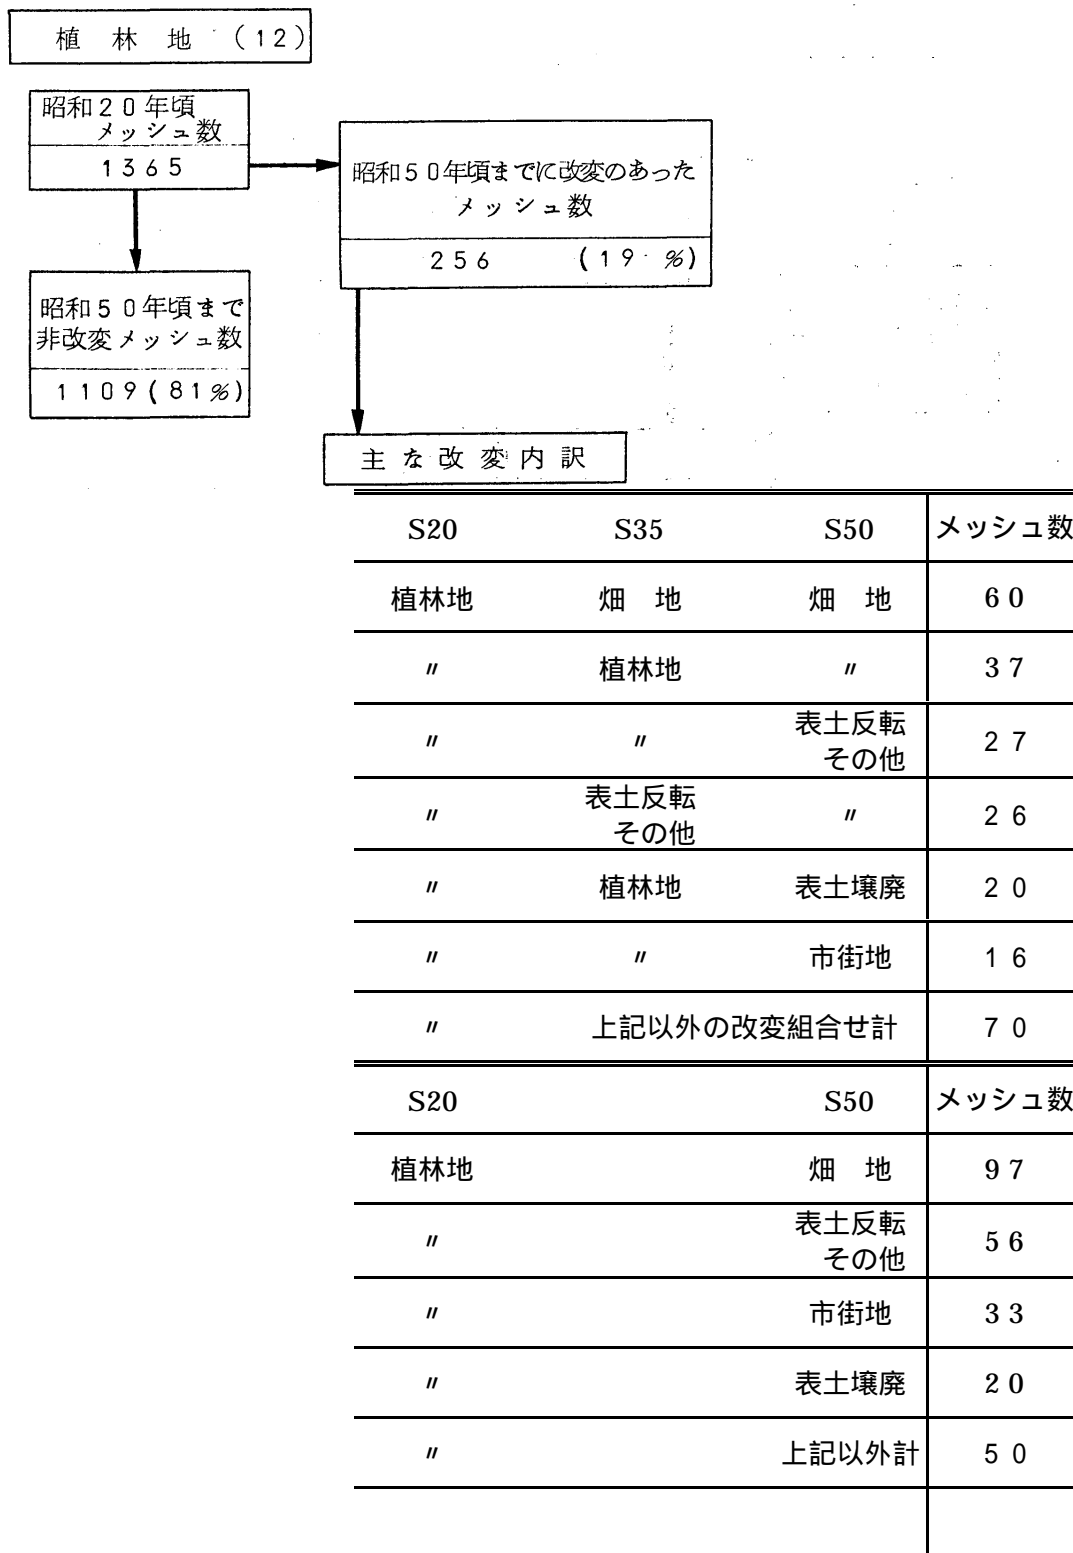 植林地 (12)
昭和20年頃
メッシュ数
1365
昭和50年頃までに改変のあった
メッシュ数
256 (19%)
昭和50年頃まで
非改変メッシュ数
1109(81%)
主な改変内訳
S20 S35 S50 メッシュ数
植林地 畑 地 畑 地 60
〃 植林地 〃 37
〃 〃 表土反転
その他 27
〃 表土反転
その他 〃 26
〃 植林地 表土壌廃 20
〃 〃 市街地 16
〃 上記以外の改変組合せ計 70
S20 S50 メッシュ数
植林地 畑 地 97
〃 表土反転
その他 56
〃 市街地 33
〃 表土壌廃 20
〃 上記以外計 50